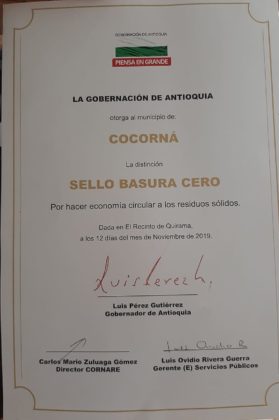 GOBERNACIÓN DE ANTIOQUIA
PIENSA EN GRANDE
LA GOBERNACIÓN DE ANTIOQUIA
otorga al municipio de:
COCORNÁ
La distinción
SELLO BASURA CERO
Por hacer economía circular a los residuos sólidos.
Dada en El Recinto de Quirama,
a los 12 días del mes de Noviembre de 2019.
Luis Pérez Gutiérrez
Gobernador de Antioquia
Carlos Mario Zuluaga Gómez
Director CORNARE
Luis Ovidio Rivera Guerra
Gerente (E) Servicios Públicos